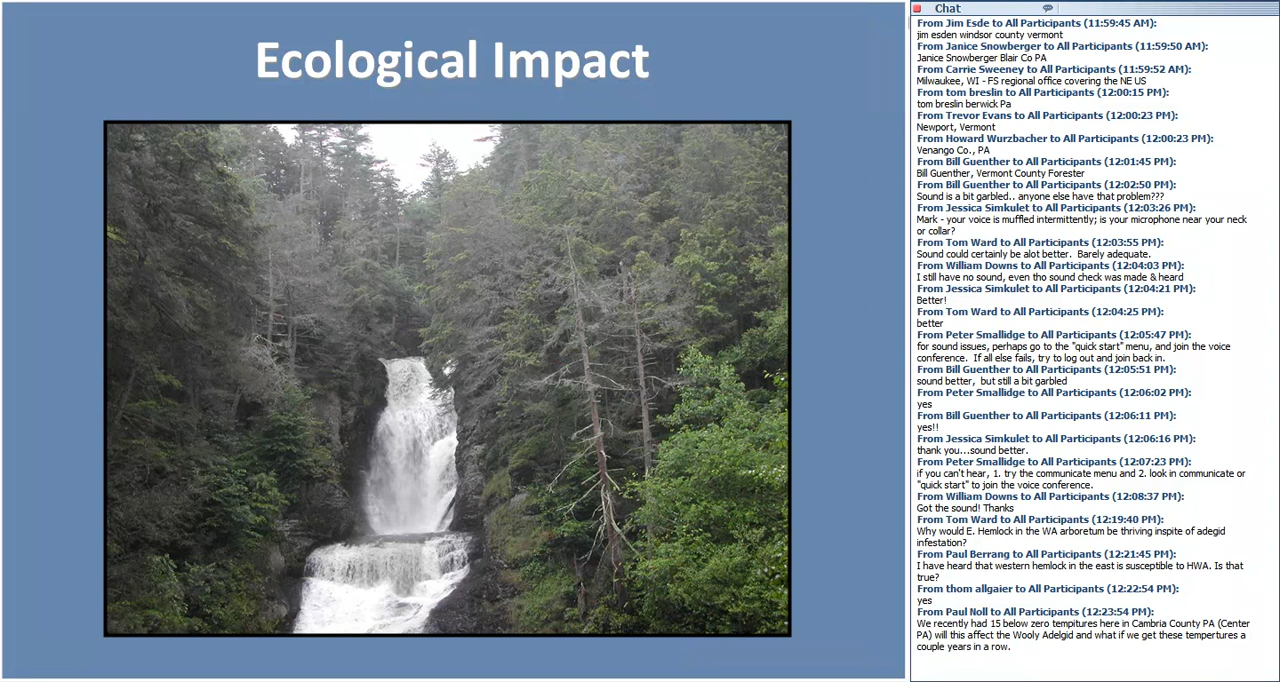 Ecological Impact
Chat
From Jim Esde to All Participants (11:59:45 AM):
jim esden windsor county vermont
From Janice Snowberger to All Participants (11:59:50 AM):
Janice Snowberger Blair Co PA
From Carrie Sweeney to All Participants (11:59:52 AM):
Milwaukee, WI - FS regional office covering the NE US
From tom breslin to All Participants (12:00:15 PM):
tom breslin berwick Pa
From Trevor Evans to All Participants (12:00:23 PM):
Newport, Vermont
From Howard Wurzbacher to All Participants (12:00:23 PM):
Venango Co., PA
From Bill Guenther to All Participants (12:01:45 PM):
Bill Guenther, Vermont County Forester
From Bill Guenther to All Participants (12:02:50 PM):
Sound is a bit garbled.. anyone else have that problem???
From Jessica Simkulet to All Participants (12:03:26 PM):
Mark - your voice is muffled intermittently; is your microphone near your neck
or collar?
From Tom Ward to All Participants (12:03:55 PM):
Sound could certainly be alot better.  Barely adequate.
From William Downs to All Participants (12:04:03 PM):
I still have no sound, even tho sound check was made & heard
From Jessica Simkulet to All Participants (12:04:21 PM):
Better!
From Tom Ward to All Participants (12:04:25 PM):
better
From Peter Smallidge to All Participants (12:05:47 PM):
for sound issues, perhaps go to the "quick start" menu, and join the voice
conference.  If all else fails, try to log out and join back in.
From Bill Guenther to All Participants (12:05:51 PM):
sound better,  but still a bit garbled
From Peter Smallidge to All Participants (12:06:02 PM):
yes
From Bill Guenther to All Participants (12:06:11 PM):
yes!!
From Jessica Simkulet to All Participants (12:06:16 PM):
thank you...sound better.
From Peter Smallidge to All Participants (12:07:23 PM):
if you can't hear, 1. try the communicate menu and 2. look in communicate or
"quick start" to join the voice conference.
From William Downs to All Participants (12:08:37 PM):
Got the sound! Thanks
From Tom Ward to All Participants (12:19:40 PM):
Why would E. Hemlock in the WA arboretum be thriving inspite of adegid
infestation?
From Paul Berrang to All Participants (12:21:45 PM):
I have heard that western hemlock in the east is susceptible to HWA. Is that
true?
From thom allgaier to All Participants (12:22:54 PM):
yes
From Paul Noll to All Participants (12:23:54 PM):
We recently had 15 below zero tempitures here in Cambria County PA (Center
PA) will this affect the Wooly Adelgid and what if we get these tempertures a
couple years in a row.